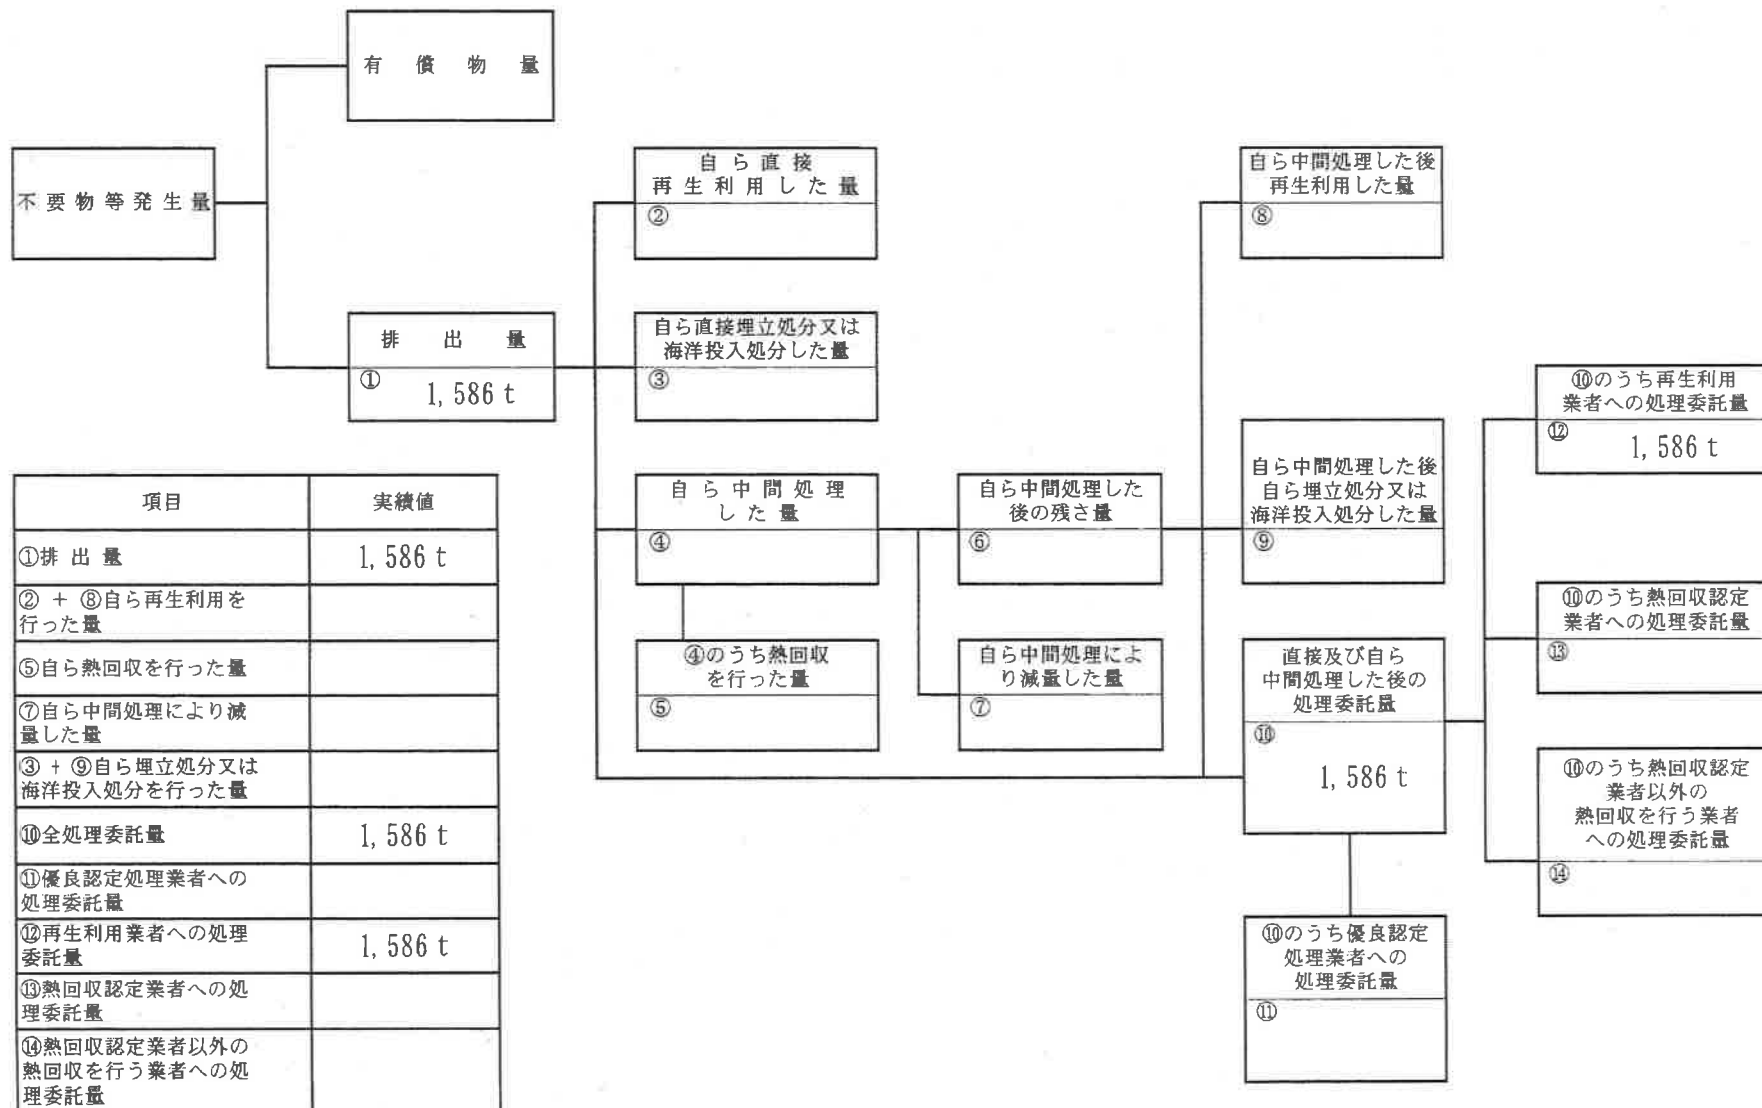 有償物量
不要物等発生量
排出量
①
1,586 t
自ら直接
再生利用した量
②
自ら直接埋立処分又は
海洋投入処分した量
③
自ら中間処理
した量
④
④のうち熱回収
を行った量
⑤
自ら中間処理した
後の残さ量
⑥
自ら中間処理によ
り減量した量
⑦
自ら中間処理した後
再生利用した量
⑧
自ら中間処理した後
自ら埋立処分又は
海洋投入処分した量
⑨
直接及び自ら
中間処理した後の
処理委託量
⑩
1,586 t
⑩のうち優良認定
処理業者への
処理委託量
⑪
⑩のうち再生利用
業者への処理委託量
⑫
1,586 t
⑩のうち熱回収認定
業者への処理委託量
⑬
⑩のうち熱回収認定
業者以外の
熱回収を行う業者
への処理委託量
⑭
項目 実績値
①排出量 1,586 t
②+⑧自ら再生利用を
行った量
⑤自ら熱回収を行った量
⑦自ら中間処理により減
量した量
③+⑨自ら埋立処分又は
海洋投入処分を行った量
⑩全処理委託量 1,586 t
⑪優良認定処理業者への
処理委託量
⑫再生利用業者への処理
委託量 1,586 t
⑬熱回収認定業者への処
理委託量
⑭熱回収認定業者以外の
熱回収を行う業者への処
理委託量